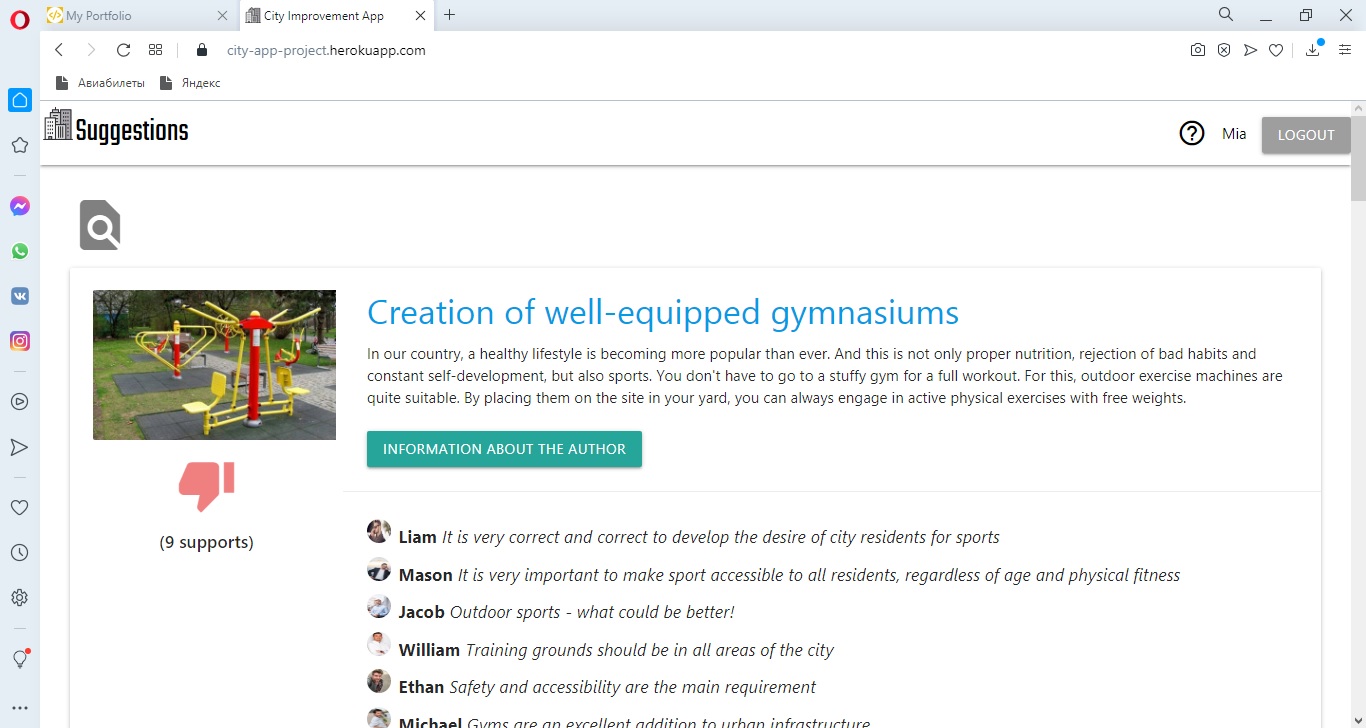 My Portfolio
City Improvement App
city-app-project.herokuapp.com
Авиабилеты
Яндекс
Suggestions
Mia
LOGOUT
Creation of well-equipped gymnasiums
In our country, a healthy lifestyle is becoming more popular than ever. And this is not only proper nutrition, rejection of bad habits and
constant self-development, but also sports. You don't have to go to a stuffy gym for a full workout. For this, outdoor exercise machines are
quite suitable. By placing them on the site in your yard, you can always engage in active physical exercises with free weights.
INFORMATION ABOUT THE AUTHOR
(9 supports)
Liam It is very correct and correct to develop the desire of city residents for sports
Mason It is very important to make sport accessible to all residents, regardless of age and physical fitness
Jacob Outdoor sports - what could be better!
William Training grounds should be in all areas of the city
Ethan Safety and accessibility are the main requirement
Michael Gyms are an excellent addition to urban infrastructure